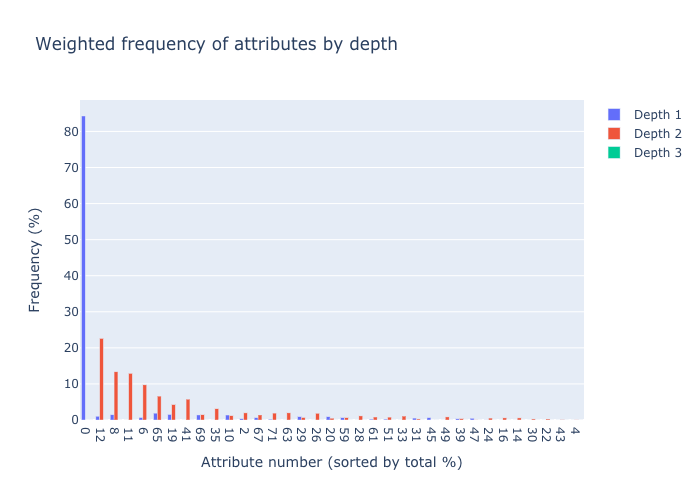 Weighted frequency of attributes by depth
Depth 1
Depth 2
Depth 3
Frequency (%)
80
70
60
50
40
30
20
10
0
0 12 8 11 6 65 19 41 69 35 10 2 67 71 63 29 26 20 59 28 61 51 33 31 45 49 39 47 24 16 14 30 22 43 4
Attribute number (sorted by total %)